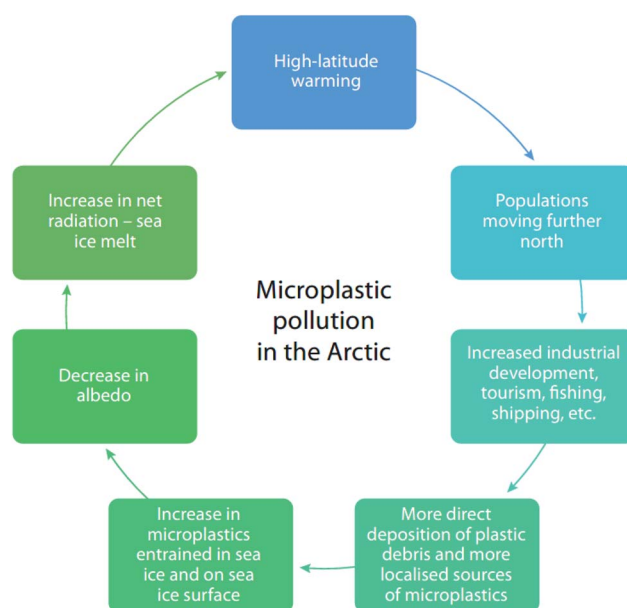 High-latitude
warming
Populations
moving further
north
Increased industrial
development,
tourism, fishing,
shipping, etc.
More direct
deposition of plastic
debris and more
localised sources
of microplastics
Increase in
microplastics
entrained in sea
ice and on sea
ice surface
Decrease in
albedo
Increase in net
radiation – sea
ice melt
Microplastic
pollution
in the Arctic